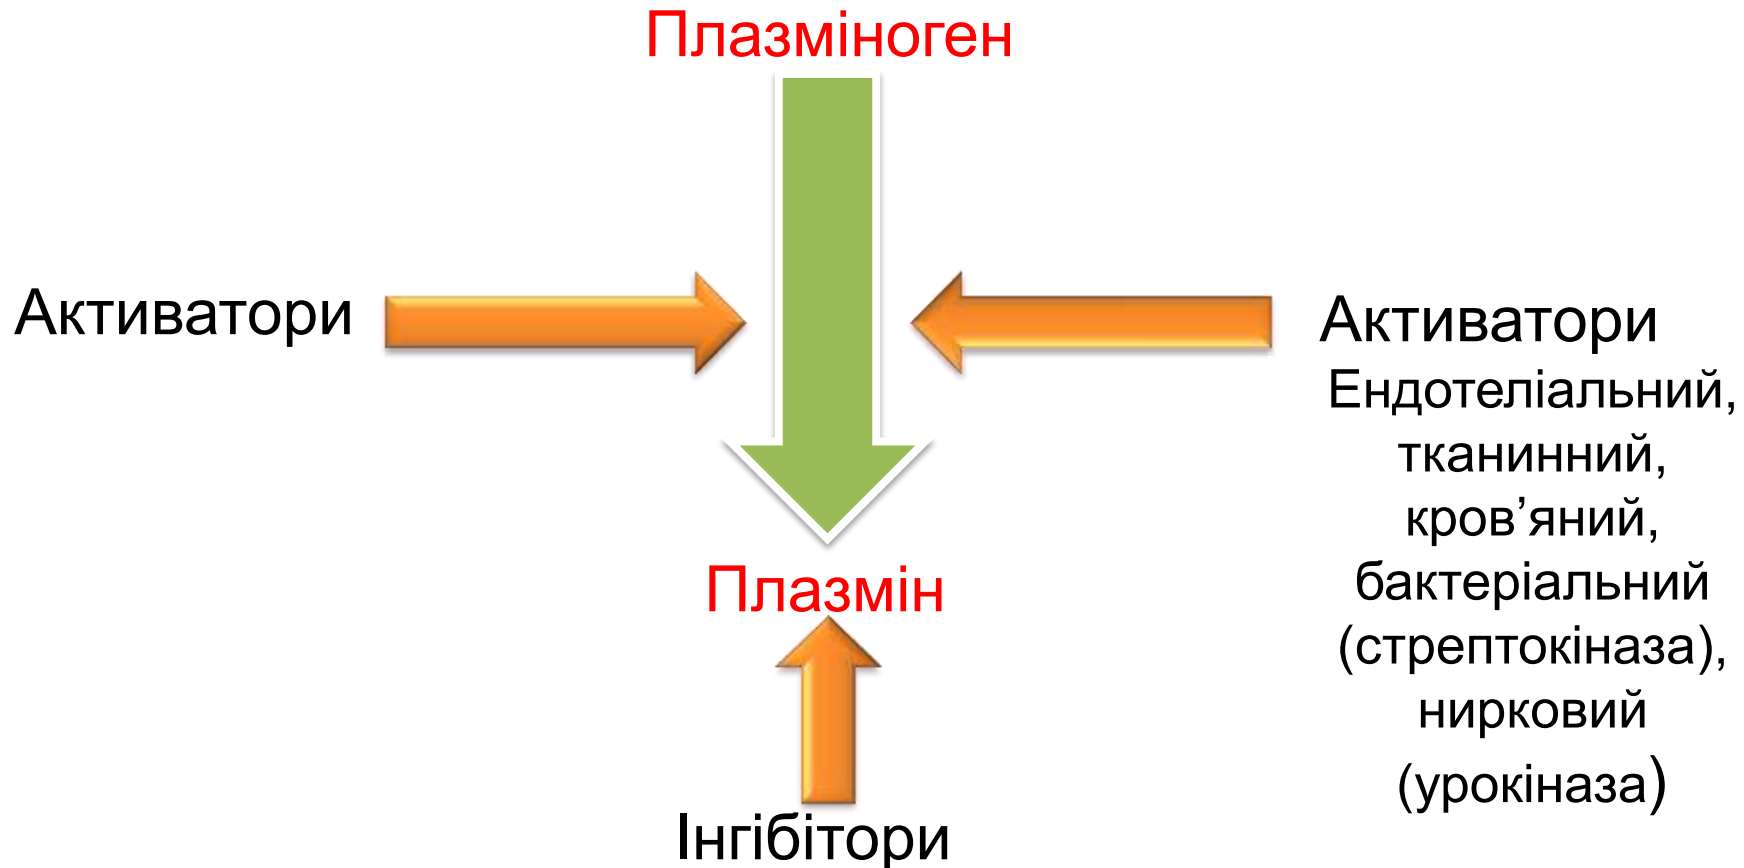 Плазміноген
Активатори
Активатори
Ендотеліальний,
тканинний,
кров’яний,
бактеріальний
(стрептокіназа),
нирковий
(урокіназа)
Плазмін
Інгібітори